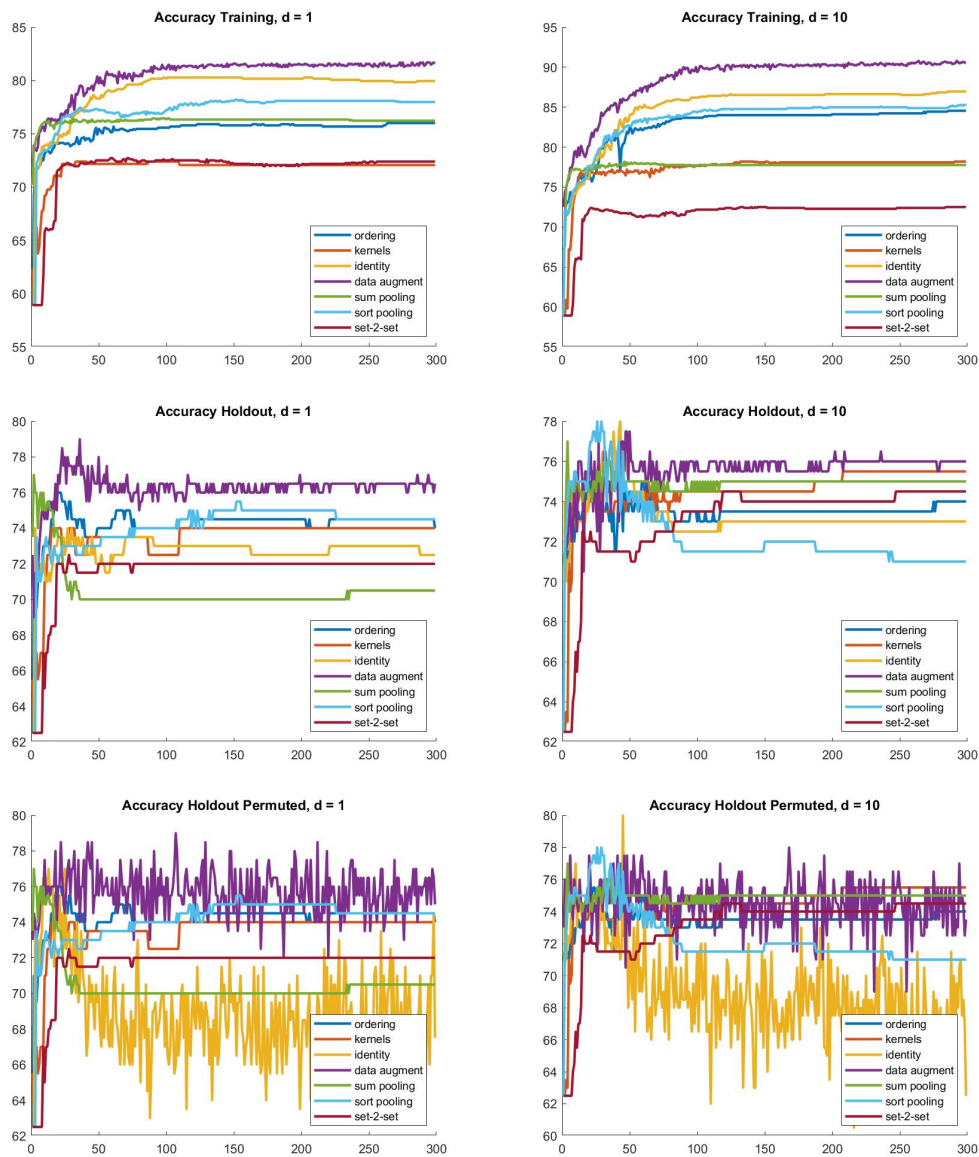 Accuracy Training, d = 1
85
80
75
70
65
60
55
ordering
kernels
identity
data augment
sum pooling
sort pooling
set-2-set
0 50 100 150 200 250 300
Accuracy Training, d = 10
95
90
85
80
75
70
65
60
55
ordering
kernels
identity
data augment
sum pooling
sort pooling
set-2-set
0 50 100 150 200 250 300
Accuracy Holdout, d = 1
80
78
76
74
72
70
68
66
64
62
ordering
kernels
identity
data augment
sum pooling
sort pooling
set-2-set
0 50 100 150 200 250 300
Accuracy Holdout, d = 10
78
76
74
72
70
68
66
64
62
ordering
kernels
identity
data augment
sum pooling
sort pooling
set-2-set
0 50 100 150 200 250 300
Accuracy Holdout Permuted, d = 1
80
78
76
74
72
70
68
66
64
62
ordering
kernels
identity
data augment
sum pooling
sort pooling
set-2-set
0 50 100 150 200 250 300
Accuracy Holdout Permuted, d = 10
80
78
76
74
72
70
68
66
64
62
60
ordering
kernels
identity
data augment
sum pooling
sort pooling
set-2-set
0 50 100 150 200 250 300